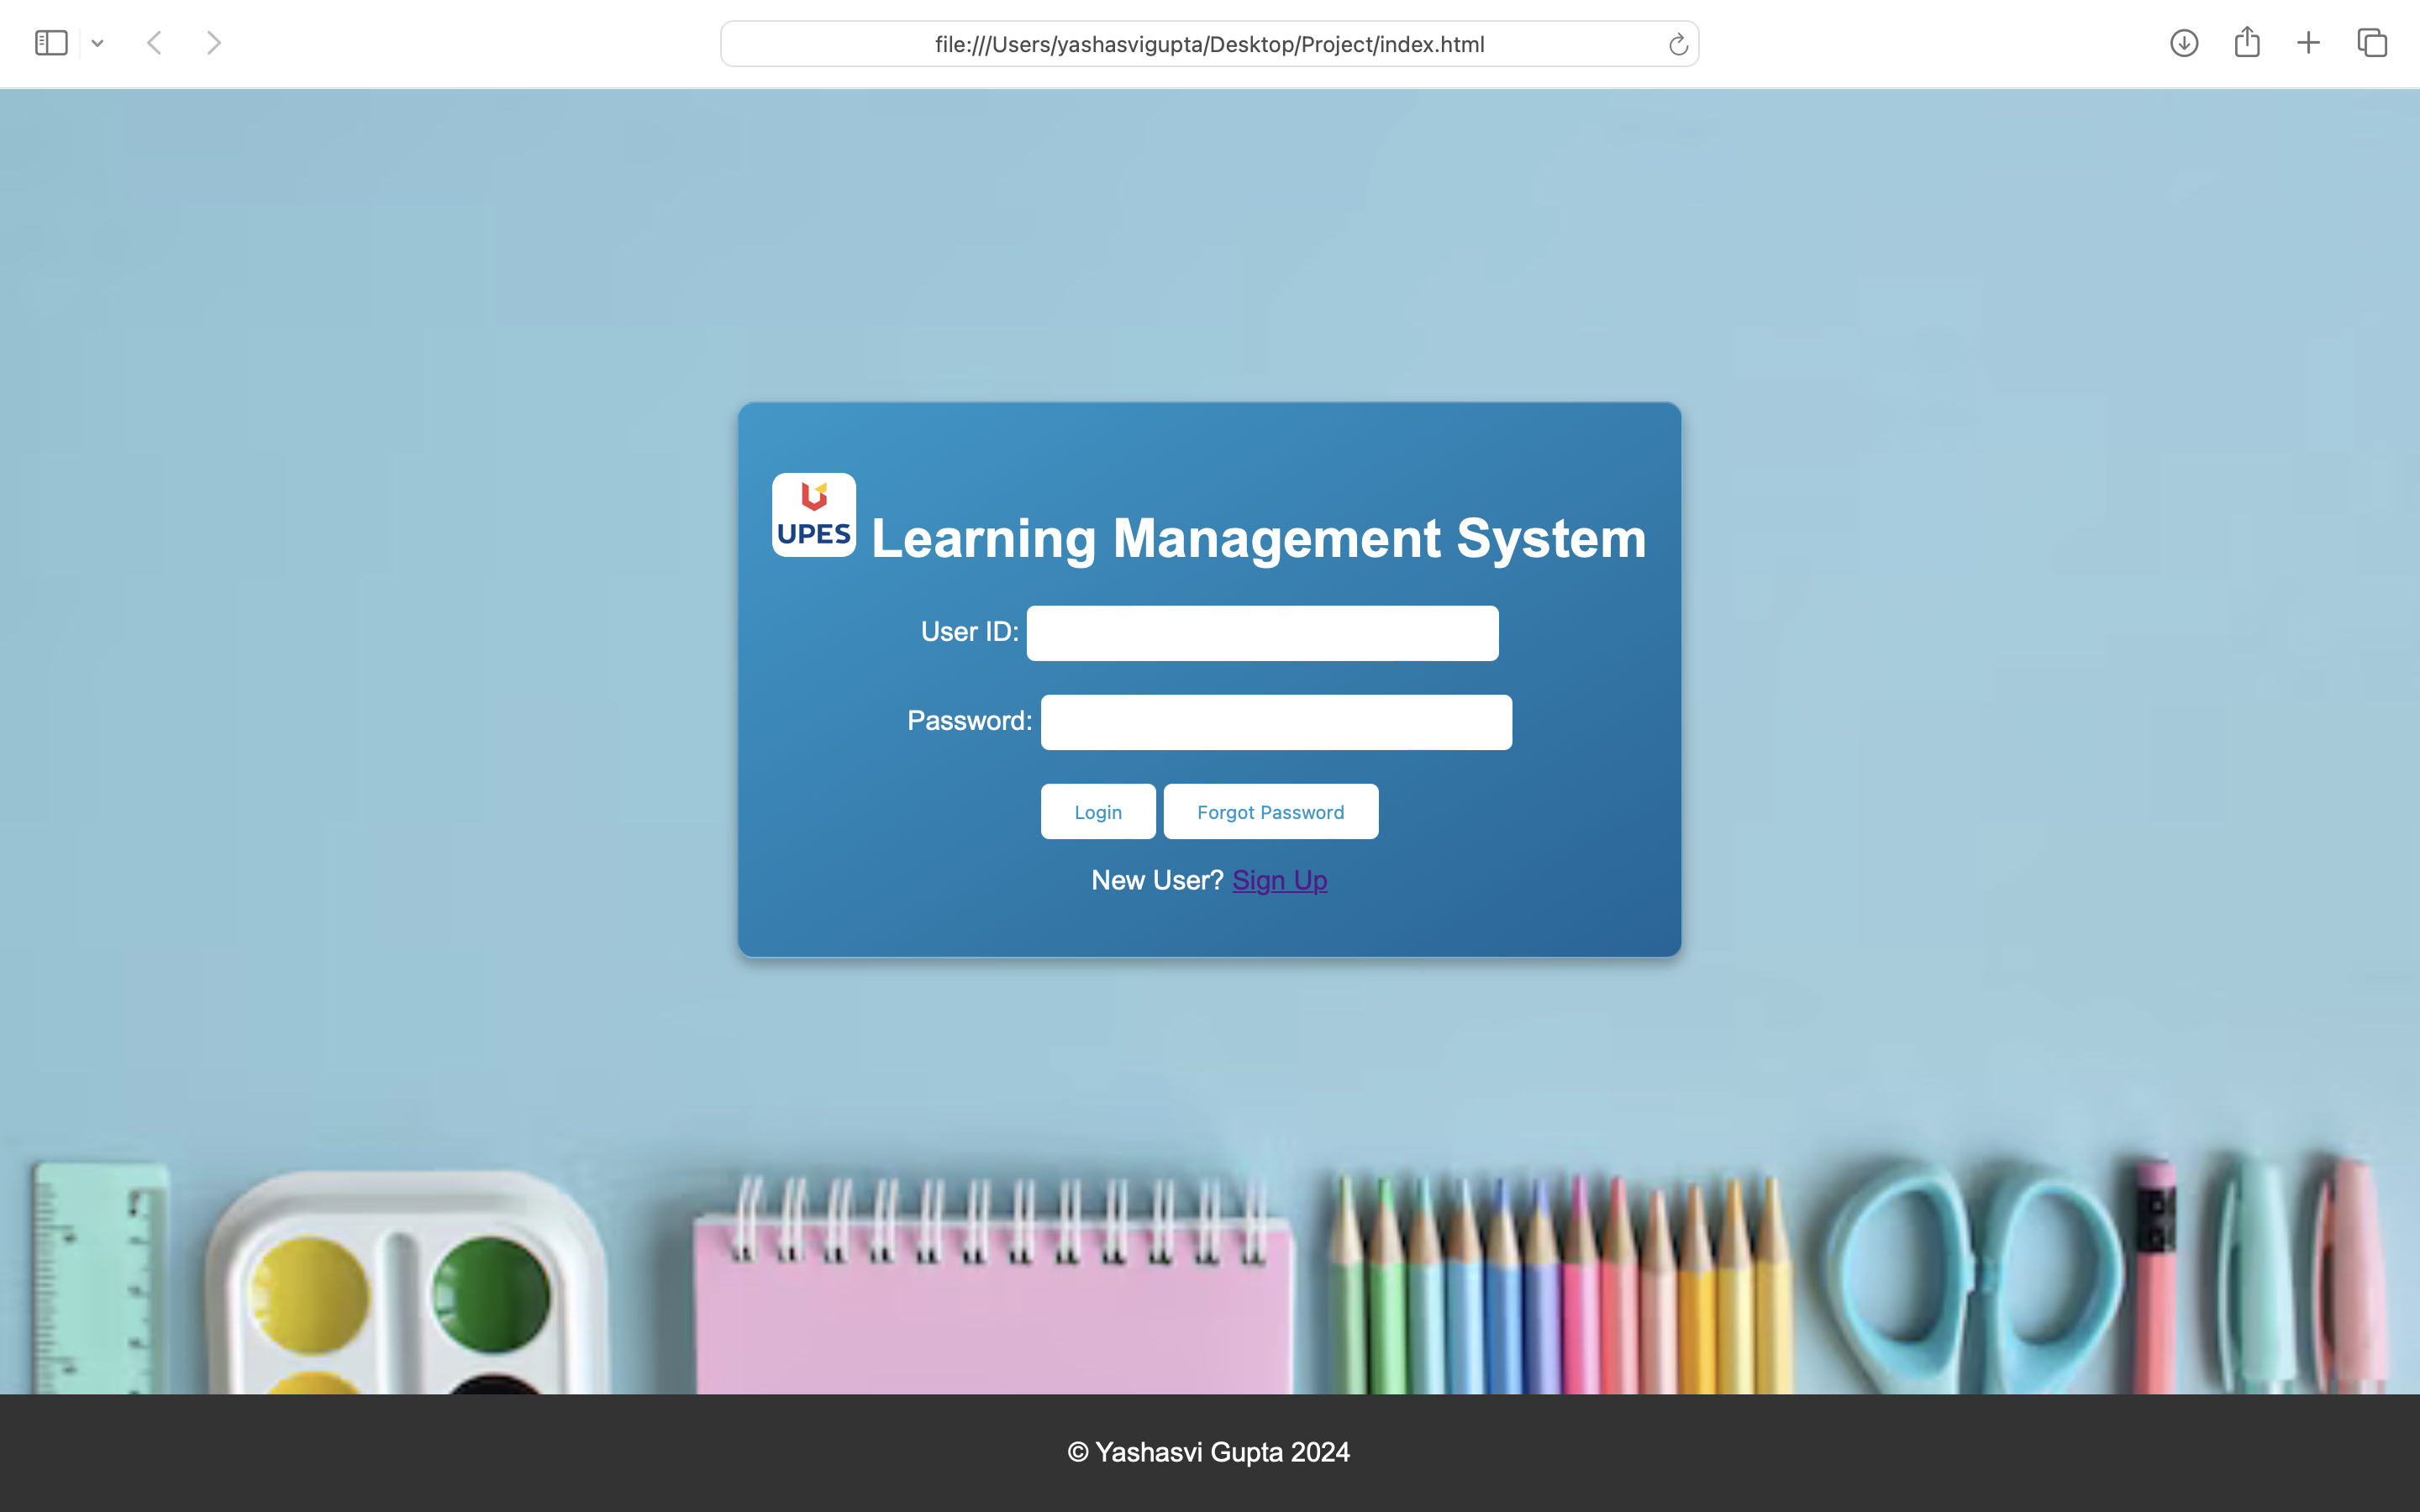 file:///Users/yashasvigupta/Desktop/Project/index.html
UPES Learning Management System
User ID:
Password:
Login Forgot Password
New User? Sign Up
© Yashasvi Gupta 2024